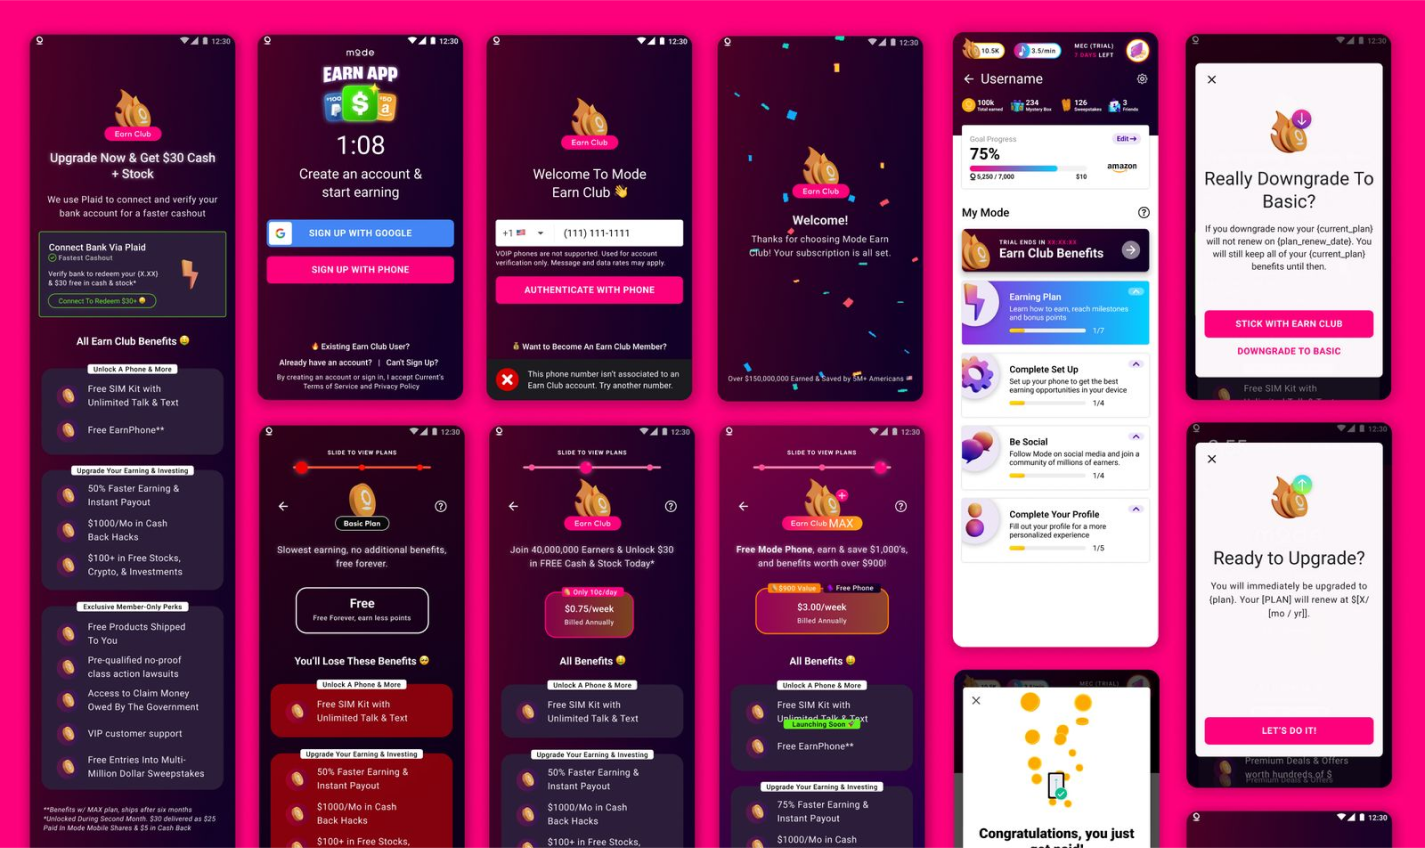 12:30
Earn Club
Upgrade Now & Get $30 Cash
+ Stock
We use Plaid to connect and verify your
bank account for a faster cashout
Connect Bank Via Plaid
Fastest Cashout
Verify bank to redeem your {X.XX}
& $30 free in cash & stock*
Connect To Redeem $30+
All Earn Club Benefits
Unlock A Phone & More
Free SIM Kit with
Unlimited Talk & Text
Free EarnPhone**
Upgrade Your Earning & Investing
50% Faster Earning &
Instant Payout
$1000/Mo in Cash
Back Hacks
$100+ in Free Stocks,
Crypto, & Investments
Exclusive Member-Only Perks
Free Products Shipped
To You
Pre-qualified no-proof
class action lawsuits
Access to Claim Money
Owed By The Government
VIP customer support
Free Entries Into Multi-
Million Dollar Sweepstakes
**Benefits w/ MAX plan, ships after six months
*Unlocked During Second Month. $30 delivered as $25
Paid In Mode Mobile Shares & $5 in Cash Back
12:30
mode
EARN APP
1:08
Create an account &
start earning
SIGN UP WITH GOOGLE
SIGN UP WITH PHONE
Existing Earn Club User?
Already have an account? | Can't Sign Up?
By creating an account or sign in, I accept Current's
Terms of Service and Privacy Policy
12:30
Earn Club
Welcome To Mode
Earn Club
+1
(111) 111-1111
VOIP phones are not supported. Used for account
verification only. Message and data rates may apply.
AUTHENTICATE WITH PHONE
Want to Become An Earn Club Member?
This phone number isn't associated to an
Earn Club account. Try another number.
12:30
Earn Club
Welcome!
Thanks for choosing Mode Earn
Club! Your subscription is all set.
Over $150,000,000 Earned & Saved by 5M+ Americans
12:30
SLIDE TO VIEW PLANS
Basic Plan
Slowest earning, no additional benefits,
free forever.
Free
Free Forever, earn less points
You'll Lose These Benefits
Unlock A Phone & More
Free SIM Kit with
Unlimited Talk & Text
Upgrade Your Earning & Investing
50% Faster Earning &
Instant Payout
$1000/Mo in Cash
Back Hacks
$100+ in Free Stocks,
12:30
SLIDE TO VIEW PLANS
Earn Club
Join 40,000,000 Earners & Unlock $30
in FREE Cash & Stock Today*
Only 10¢/day
$0.75/week
Billed Annually
All Benefits
Unlock A Phone & More
Free SIM Kit with
Unlimited Talk & Text
Upgrade Your Earning & Investing
50% Faster Earning &
Instant Payout
$1000/Mo in Cash
Back Hacks
$100+ in Free Stocks,
12:30
SLIDE TO VIEW PLANS
Earn Club MAX
Free Mode Phone, earn & save $1,000's,
and benefits worth over $900!
$900 Value
Free Phone
$3.00/week
Billed Annually
All Benefits
Unlock A Phone & More
Free SIM Kit with
Unlimited Talk & Text
Launching Soon
Free EarnPhone**
Upgrade Your Earning & Investing
75% Faster Earning &
Instant Payout
$1000/Mo in Cash
10.5K
3.5/min
MEC (TRIAL)
7 DAYS LEFT
Username
100k
Total earned
234
Mystery Box
126
Sweepstakes
3
Friends
Goal Progress
Edit
75%
amazon
5,250 / 7,000
$10
My Mode
TRIAL ENDS IN XX:XX:XX
Earn Club Benefits
Earning Plan
Learn how to earn, reach milestones
and bonus points
1/7
Complete Set Up
Set up your phone to get the best
earning opportunities in your device
1/4
Be Social
Follow Mode on social media and join a
community of millions of earners.
1/4
Complete Your Profile
Fill out your profile for a more
personalized experience
1/5
MEC (TRIAL)
Congratulations, you just
got paid!
12:30
Really Downgrade To
Basic?
If you downgrade now your {current_plan}
will not renew on {plan_renew_date}. You
will still keep all of your {current_plan}
benefits until then.
STICK WITH EARN CLUB
DOWNGRADE TO BASIC
Free SIM Kit with
12:30
Ready to Upgrade?
You will immediately be upgraded to
{plan}. Your [PLAN] will renew at $[X/
[mo / yr]].
LET'S DO IT!
Premium Deals & Offers
worth hundreds of $
12:30